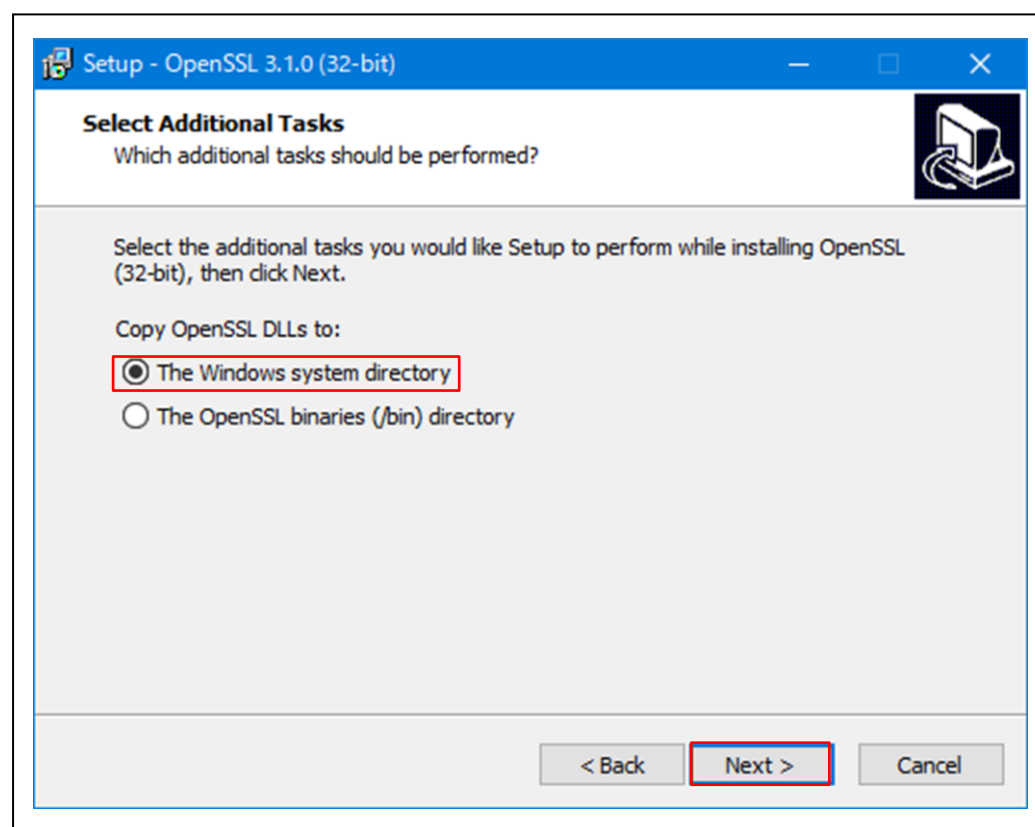 Setup - OpenSSL 3.1.0 (32-bit)
Select Additional Tasks
Which additional tasks should be performed?
Select the additional tasks you would like Setup to perform while installing OpenSSL
(32-bit), then click Next.
Copy OpenSSL DLLs to:
The Windows system directory
The OpenSSL binaries (/bin) directory
< Back Next > Cancel